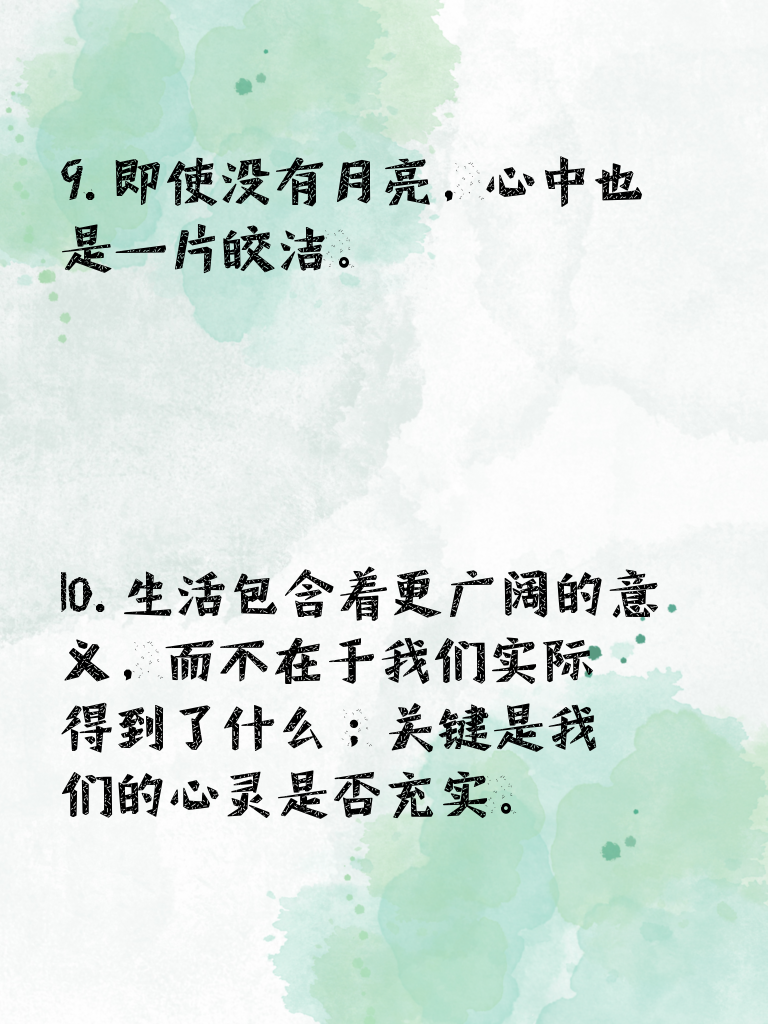 9. 即使没有月亮，心中也
是一片皎洁。
10. 生活包含着更广阔的意
义，而不在于我们实际
得到了什么；关键是我
们的心灵是否充实。